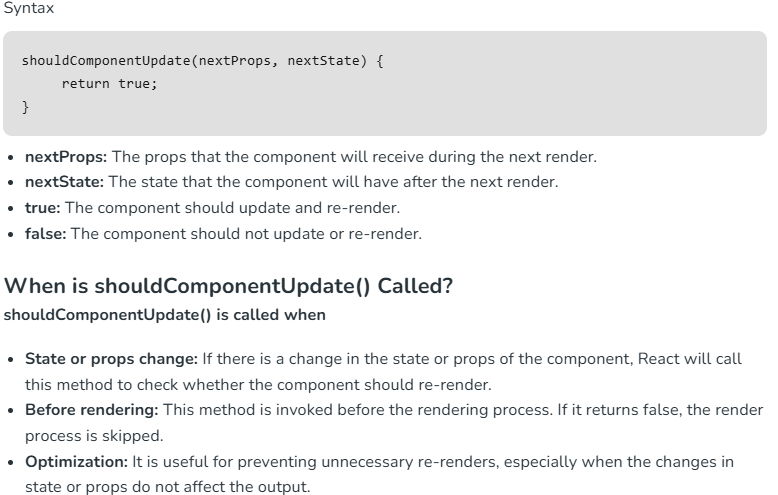 Syntax
shouldComponentUpdate(nextProps, nextState) {
     return true;
}
• nextProps: The props that the component will receive during the next render.
• nextState: The state that the component will have after the next render.
• true: The component should update and re-render.
• false: The component should not update or re-render.
When is shouldComponentUpdate() Called?
shouldComponentUpdate() is called when
• State or props change: If there is a change in the state or props of the component, React will call
this method to check whether the component should re-render.
• Before rendering: This method is invoked before the rendering process. If it returns false, the render
process is skipped.
• Optimization: It is useful for preventing unnecessary re-renders, especially when the changes in
state or props do not affect the output.